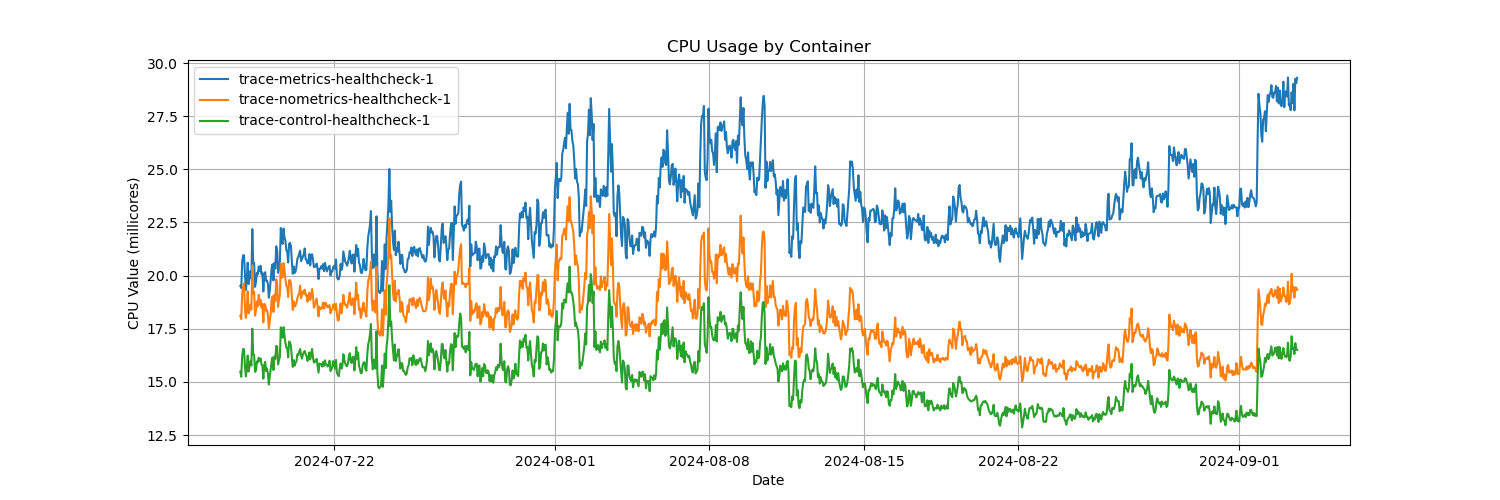 CPU Usage by Container
trace-metrics-healthcheck-1
trace-nometrics-healthcheck-1
trace-control-healthcheck-1
CPU Value (millicores)
30.0
27.5
25.0
22.5
20.0
17.5
15.0
12.5
2024-07-22
2024-08-01
2024-08-08
2024-08-15
2024-08-22
2024-09-01
Date